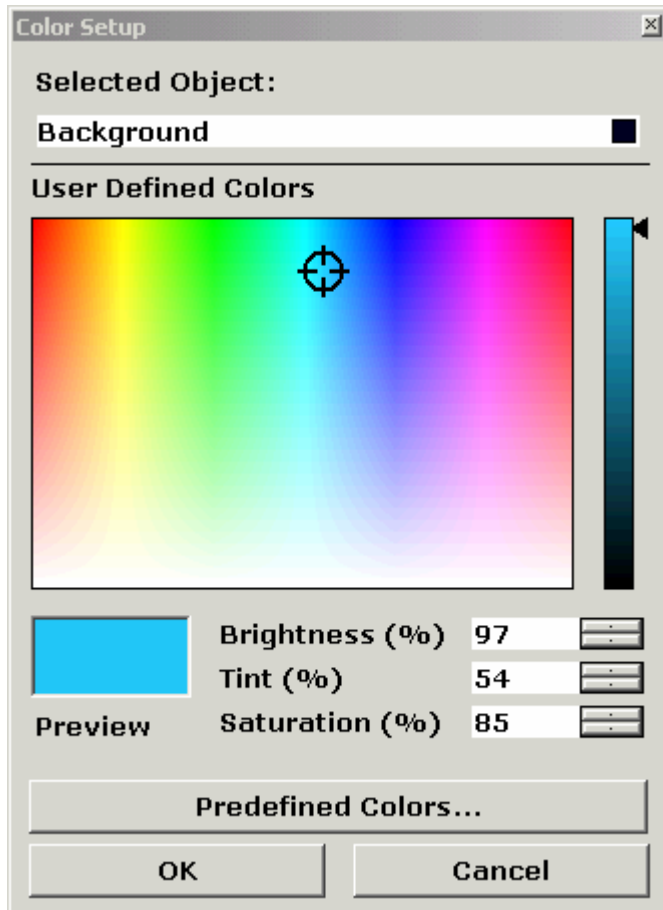 Color Setup
Selected Object:
Background
User Defined Colors
Brightness (%) 97
Tint (%) 54
Preview Saturation (%) 85
Predefined Colors...
OK Cancel